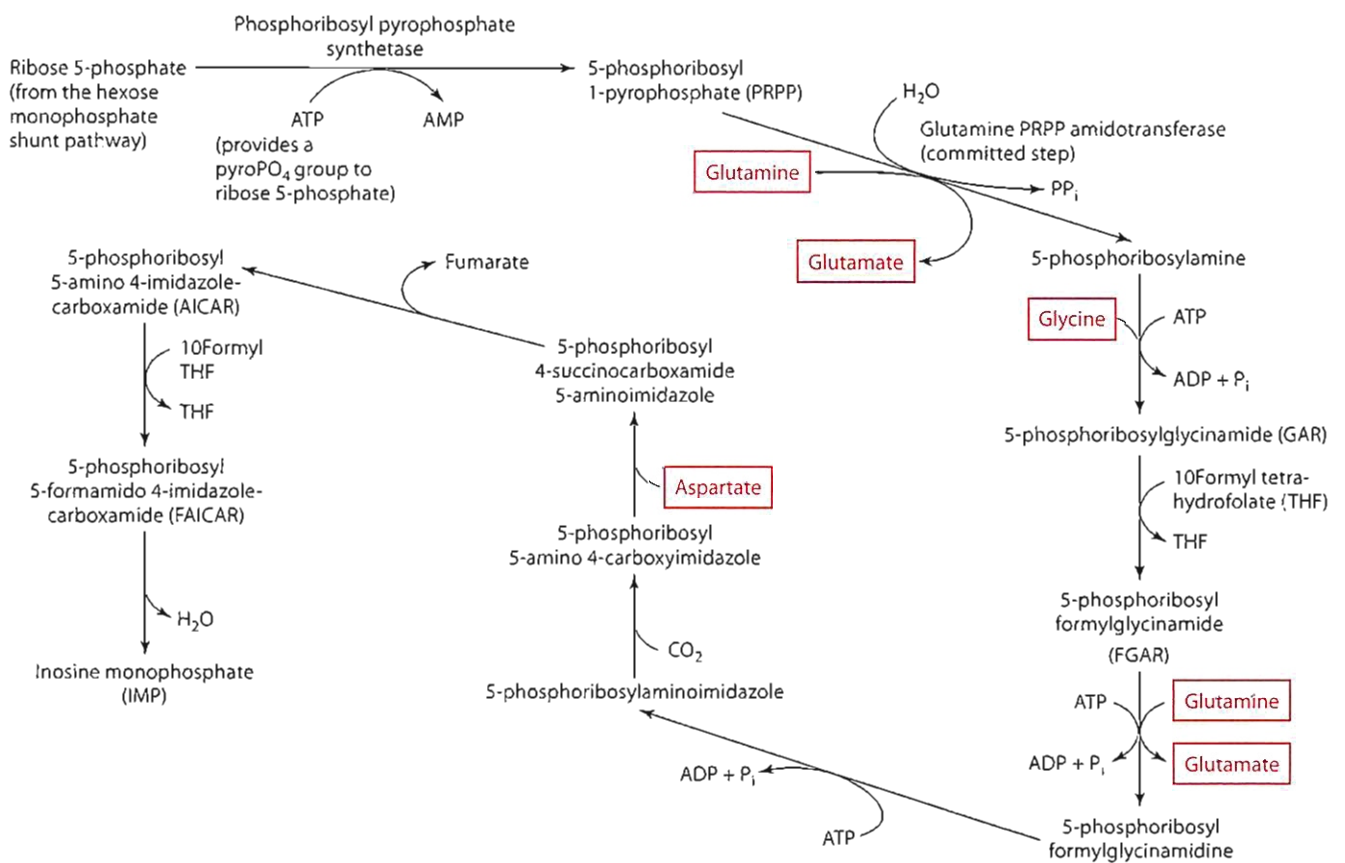 Phosphoribosyl pyrophosphate
synthetase
Ribose 5-phosphate
(from the hexose
monophosphate
shunt pathway)
ATP
(provides a
pyroPO4 group to
ribose 5-phosphate)
AMP
5-phosphoribosyl
1-pyrophosphate (PRPP)
H2O
Glutamine PRPP amidotransferase
(committed step)
Glutamine
PPi
Glutamate
5-phosphoribosylamine
Glycine
ATP
ADP + Pi
5-phosphoribosylglycinamide (GAR)
10Formyl tetra-
hydrofolate (THF)
THF
5-phosphoribosyl
formylglycinamide
(FGAR)
ATP
Glutamine
ADP + Pi
Glutamate
5-phosphoribosyl
formylglycinamidine
ADP + Pi
ATP
5-phosphoribosylaminoimidazole
CO2
5-phosphoribosyl
5-amino 4-carboxyimidazole
Aspartate
5-phosphoribosyl
4-succinocarboxamide
5-aminoimidazole
Fumarate
5-phosphoribosyl
5-amino 4-imidazole-
carboxamide (AICAR)
10Formyl
THF
THF
5-phosphoribosyl
5-formamido 4-imidazole-
carboxamide (FAICAR)
H2O
Inosine monophosphate
(IMP)